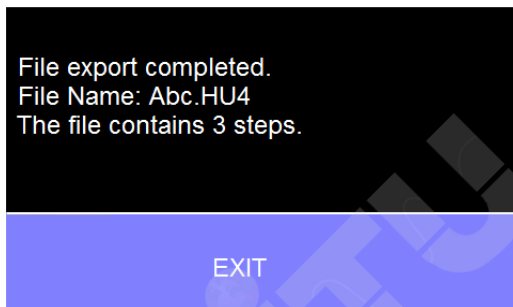 File export completed.
File Name: Abc.HU4
The file contains 3 steps.
EXIT